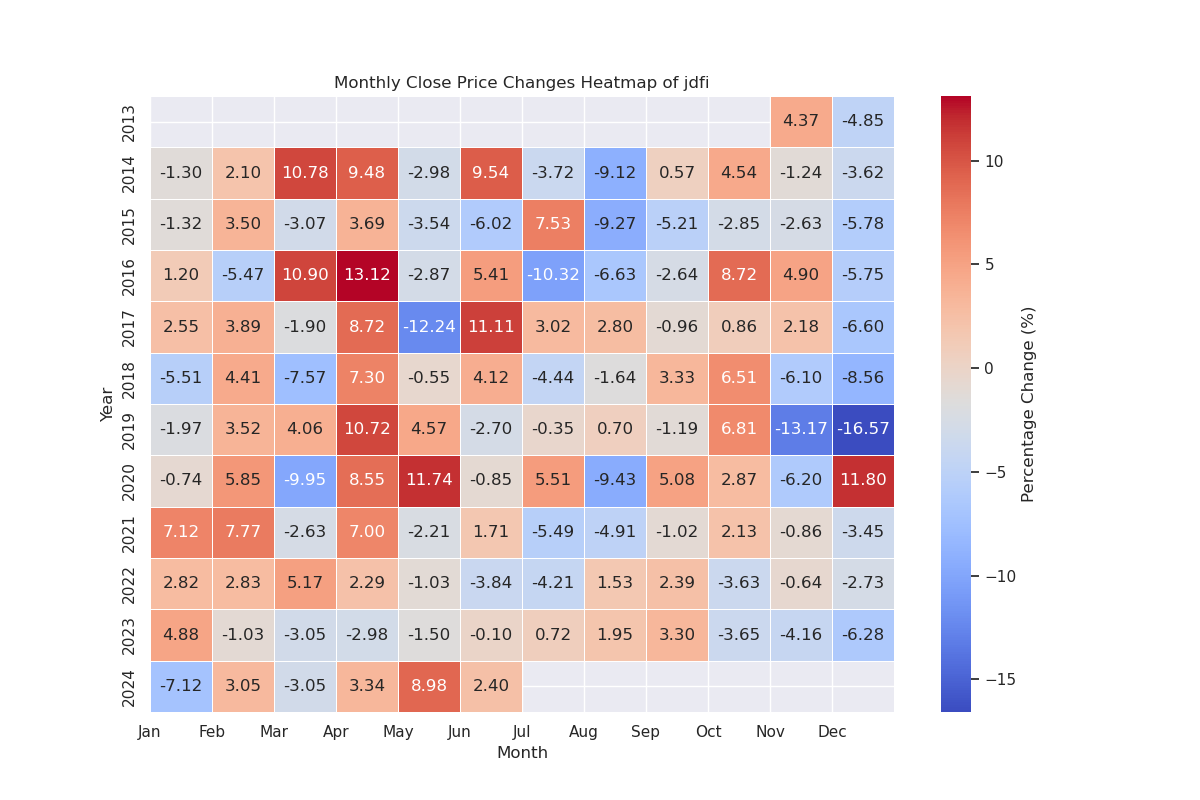 Monthly Close Price Changes Heatmap of jdfi
2013 4.37 -4.85
2014 -1.30 2.10 10.78 9.48 -2.98 9.54 -3.72 -9.12 0.57 4.54 -1.24 -3.62
2015 -1.32 3.50 -3.07 3.69 -3.54 -6.02 7.53 -9.27 -5.21 -2.85 -2.63 -5.78
2016 1.20 -5.47 10.90 13.12 -2.87 5.41 -10.32 -6.63 -2.64 8.72 4.90 -5.75
2017 2.55 3.89 -1.90 8.72 -12.24 11.11 3.02 2.80 -0.96 0.86 2.18 -6.60
2018 -5.51 4.41 -7.57 7.30 -0.55 4.12 -4.44 -1.64 3.33 6.51 -6.10 -8.56
2019 -1.97 3.52 4.06 10.72 4.57 -2.70 -0.35 0.70 -1.19 6.81 -13.17 -16.57
2020 -0.74 5.85 -9.95 8.55 11.74 -0.85 5.51 -9.43 5.08 2.87 -6.20 11.80
2021 7.12 7.77 -2.63 7.00 -2.21 1.71 -5.49 -4.91 -1.02 2.13 -0.86 -3.45
2022 2.82 2.83 5.17 2.29 -1.03 -3.84 -4.21 1.53 2.39 -3.63 -0.64 -2.73
2023 4.88 -1.03 -3.05 -2.98 -1.50 -0.10 0.72 1.95 3.30 -3.65 -4.16 -6.28
2024 -7.12 3.05 -3.05 3.34 8.98 2.40
Jan Feb Mar Apr May Jun Jul Aug Sep Oct Nov Dec
Month
Year
10
5
0
−5
−10
−15
Percentage Change (%)